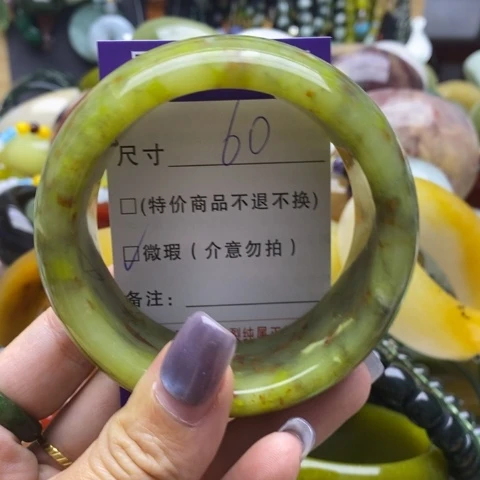 尺寸 60
□(特价商品不退不换)
☑微瑕(介意勿拍)
备注: